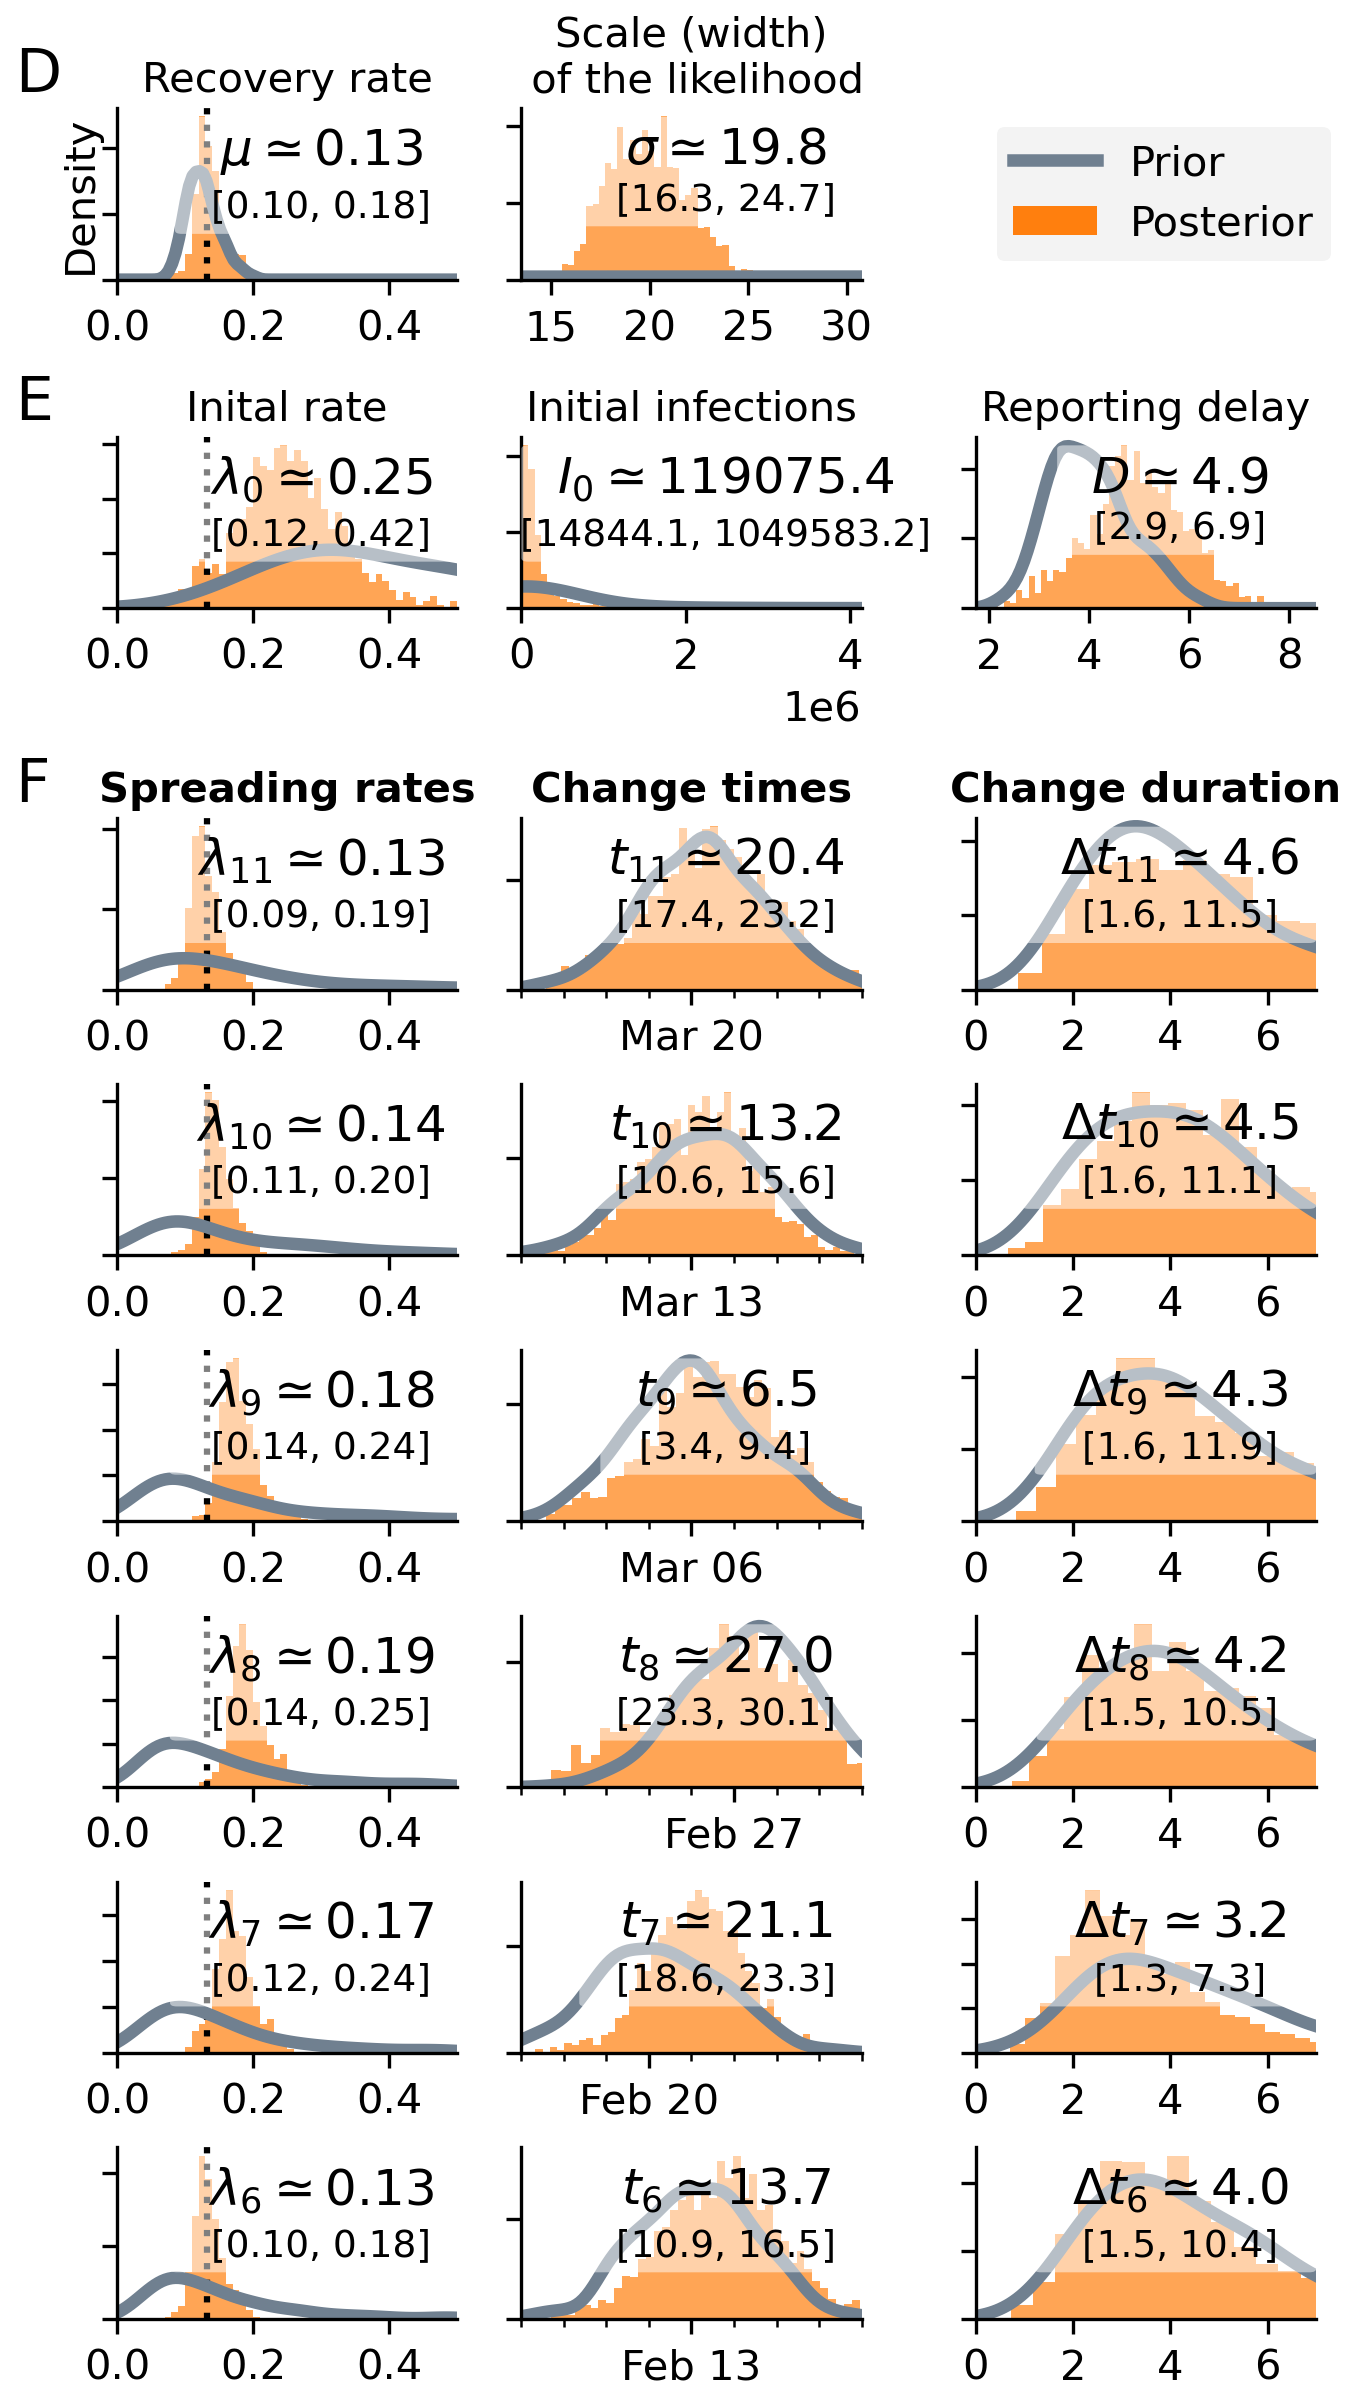 D
Recovery rate
Scale (width)
of the likelihood
Density
μ ≃ 0.13
[0.10, 0.18]
0.0 0.2 0.4
σ ≃ 19.8
[16.3, 24.7]
15 20 25 30
Prior
Posterior
E
Inital rate
Initial infections
Reporting delay
λ0 ≃ 0.25
[0.12, 0.42]
0.0 0.2 0.4
I0 ≃ 119075.4
[14844.1, 1049583.2]
0 2 4
1e6
D ≃ 4.9
[2.9, 6.9]
2 4 6 8
F
Spreading rates
Change times
Change duration
λ11 ≃ 0.13
[0.09, 0.19]
0.0 0.2 0.4
t11 ≃ 20.4
[17.4, 23.2]
Mar 20
Δt11 ≃ 4.6
[1.6, 11.5]
0 2 4 6
λ10 ≃ 0.14
[0.11, 0.20]
0.0 0.2 0.4
t10 ≃ 13.2
[10.6, 15.6]
Mar 13
Δt10 ≃ 4.5
[1.6, 11.1]
0 2 4 6
λ9 ≃ 0.18
[0.14, 0.24]
0.0 0.2 0.4
t9 ≃ 6.5
[3.4, 9.4]
Mar 06
Δt9 ≃ 4.3
[1.6, 11.9]
0 2 4 6
λ8 ≃ 0.19
[0.14, 0.25]
0.0 0.2 0.4
t8 ≃ 27.0
[23.3, 30.1]
Feb 27
Δt8 ≃ 4.2
[1.5, 10.5]
0 2 4 6
λ7 ≃ 0.17
[0.12, 0.24]
0.0 0.2 0.4
t7 ≃ 21.1
[18.6, 23.3]
Feb 20
Δt7 ≃ 3.2
[1.3, 7.3]
0 2 4 6
λ6 ≃ 0.13
[0.10, 0.18]
0.0 0.2 0.4
t6 ≃ 13.7
[10.9, 16.5]
Feb 13
Δt6 ≃ 4.0
[1.5, 10.4]
0 2 4 6